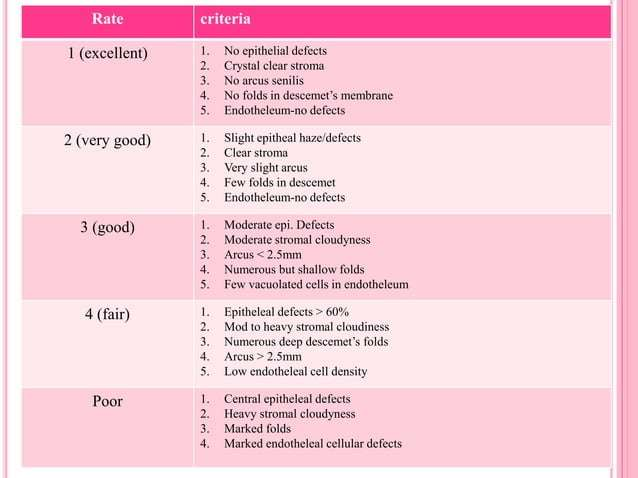 Rate criteria
1 (excellent)
1. No epithelial defects
2. Crystal clear stroma
3. No arcus senilis
4. No folds in descemet’s membrane
5. Endotheleum-no defects
2 (very good)
1. Slight epitheal haze/defects
2. Clear stroma
3. Very slight arcus
4. Few folds in descemet
5. Endotheleum-no defects
3 (good)
1. Moderate epi. Defects
2. Moderate stromal cloudyness
3. Arcus < 2.5mm
4. Numerous but shallow folds
5. Few vacuolated cells in endotheleum
4 (fair)
1. Epitheleal defects > 60%
2. Mod to heavy stromal cloudiness
3. Numerous deep descemet’s folds
4. Arcus > 2.5mm
5. Low endotheleal cell density
Poor
1. Central epitheleal defects
2. Heavy stromal cloudyness
3. Marked folds
4. Marked endotheleal cellular defects